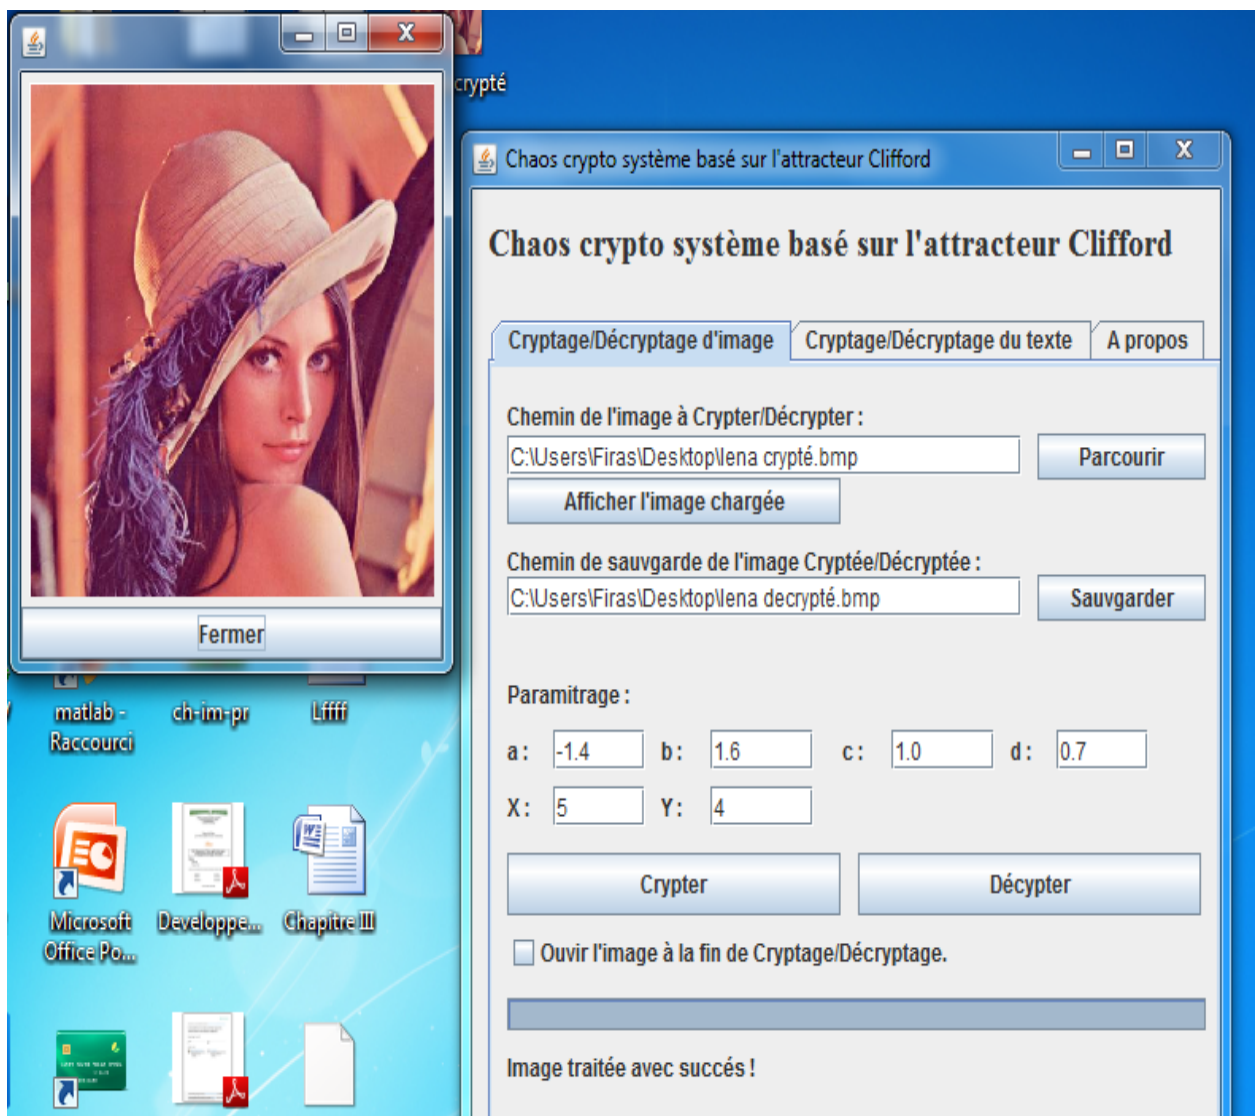 crypté
Fermer
Chaos crypto système basé sur l'attracteur Clifford
Chaos crypto système basé sur l'attracteur Clifford
Cryptage/Décryptage d'image
Cryptage/Décryptage du texte
A propos
Chemin de l'image à Crypter/Décrypter :
C:\Users\Firas\Desktop\lena crypté.bmp
Parcourir
Afficher l'image chargée
Chemin de sauvgarde de l'image Cryptée/Décryptée :
C:\Users\Firas\Desktop\lena decrypté.bmp
Sauvgarder
Paramitrage :
a : -1.4 b : 1.6 c : 1.0 d : 0.7
X : 5 Y : 4
Crypter
Décypter
Ouvir l'image à la fin de Cryptage/Décryptage.
Image traitée avec succés !
matlab -
Raccourci
ch-im-pr
Lffff
Microsoft
Office Po...
Developpe...
Chapitre III